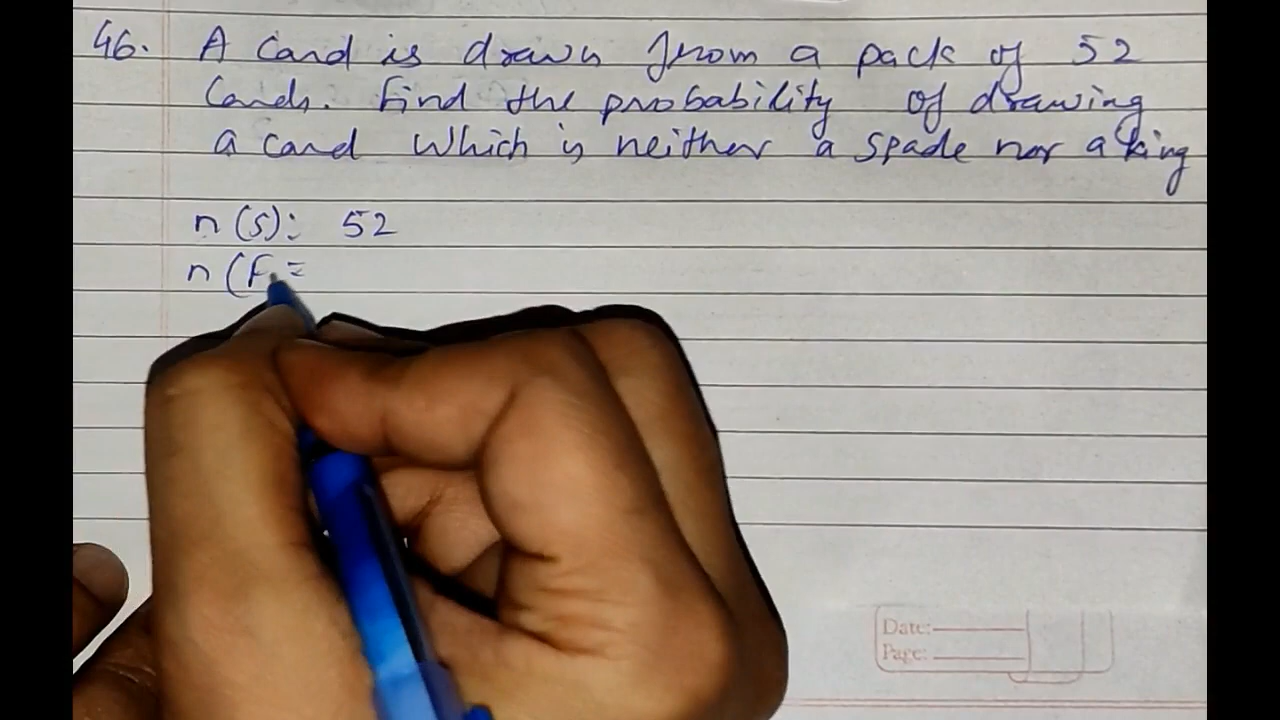 46. A Card is drawn from a pack of 52
Cards. Find the probability of drawing
a card which is neither a spade nor a king
n(s): 52
n(F =
Date:
Page: